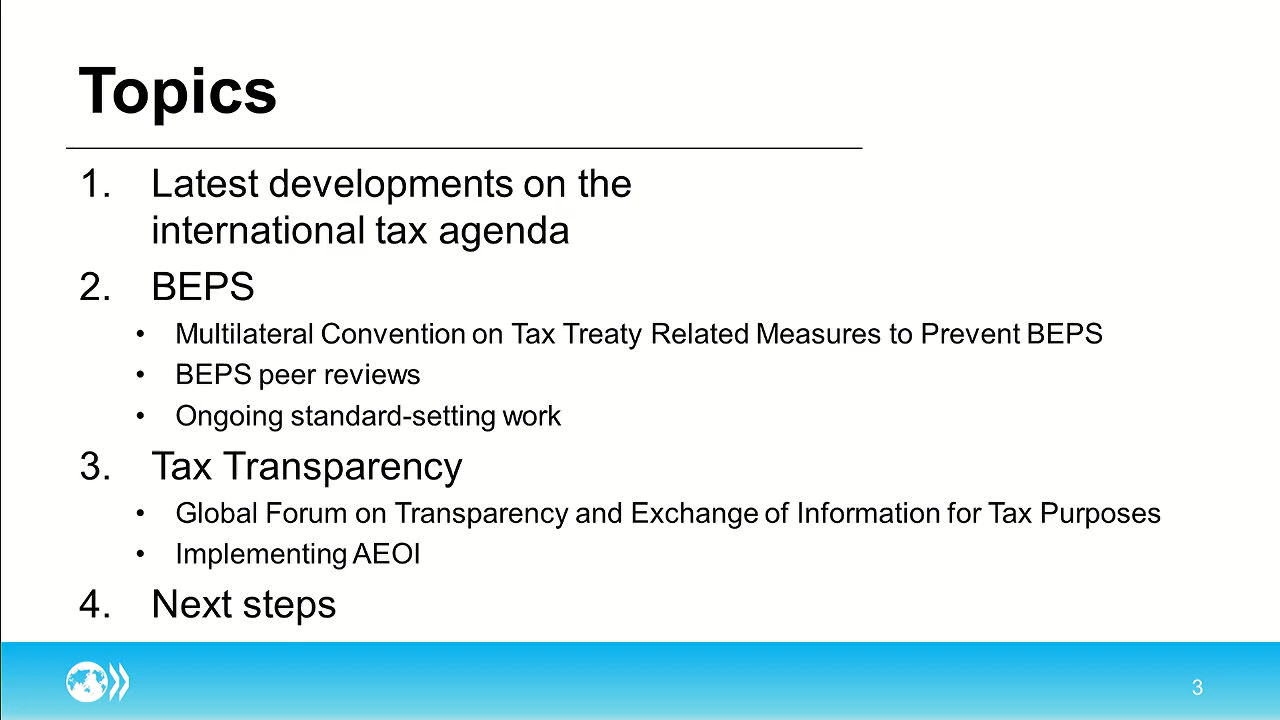 Topics
1. Latest developments on the
international tax agenda
2. BEPS
• Multilateral Convention on Tax Treaty Related Measures to Prevent BEPS
• BEPS peer reviews
• Ongoing standard-setting work
3. Tax Transparency
• Global Forum on Transparency and Exchange of Information for Tax Purposes
• Implementing AEOI
4. Next steps
3